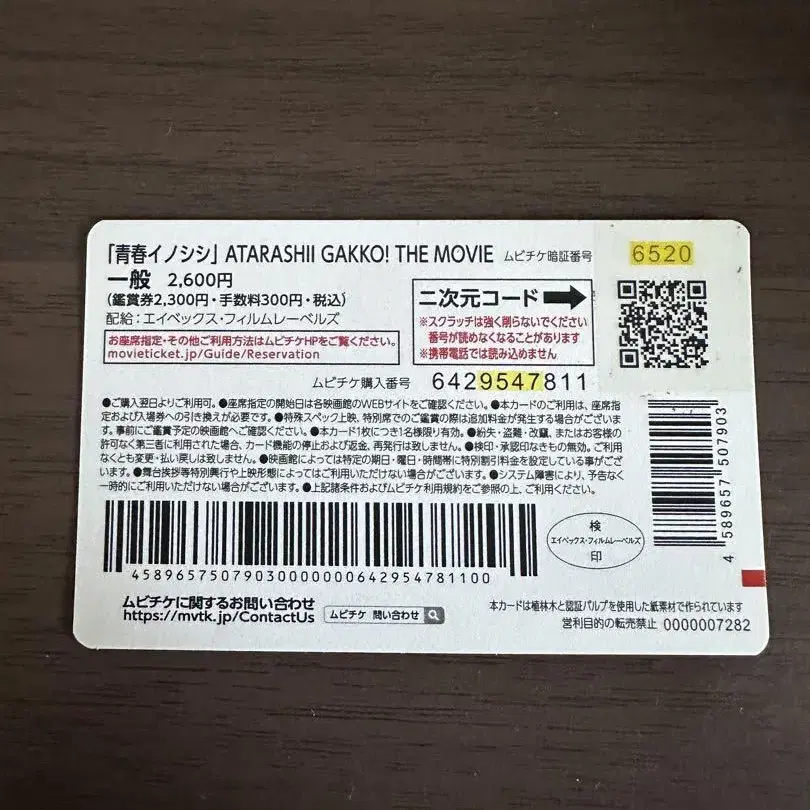 「青春イノシシ」 ATARASHII GAKKO! THE MOVIE
ムビチケ暗証番号
6520
一般 2,600円
(鑑賞券2,300円・手数料300円・税込)
配給：エイベックス・フィルムレーベルズ
二次元コード
※スクラッチは強く削らないでください
番号が読めなくなることがあります
※携帯電話では読み込めません
お座席指定・その他ご利用方法はムビチケHPをご覧ください。
movieticket.jp/Guide/Reservation
ムビチケ購入番号 6429547811
●ご購入翌日よりご利用可。●座席指定の開始日は各映画館のWEBサイトをご確認ください。●本カードのご利用は、座席指
定および入場券への引き換えが必要です。●特殊スペック上映、特別席でのご鑑賞の際は追加料金が発生する場合がございま
す。事前にご鑑賞予定の映画館へご確認ください。●本カード1枚につき1名様限り有効。●紛失・盗難・改竄、またはお客様の
許可なく第三者に利用された場合、カード機能の停止および返金、再発行は致しません。●検印・承認印なきもの無効。ご利用
なくとも変更・払い戻しは致しません。●映画館によっては特定の期日・曜日・時間帯に特別割引料金を設定している事がござ
います。●舞台挨拶等特別興行や上映形態によってはご利用いただけない場合がございます。●システム障害により、予告なく
一時的にご利用いただけない場合がございます。●上記諸条件およびムビチケ利用規約をご参照の上、ご利用ください。
4589657507903000000064295478 1100
4 589657 507903
検
エイベックス・フィルムレーベルズ
印
ムビチケに関するお問い合わせ
https://mvtk.jp/ContactUs
ムビチケ 問い合わせ
本カードは植林木と認証パルプを使用した紙素材で作られています
営利目的の転売禁止 0000007282